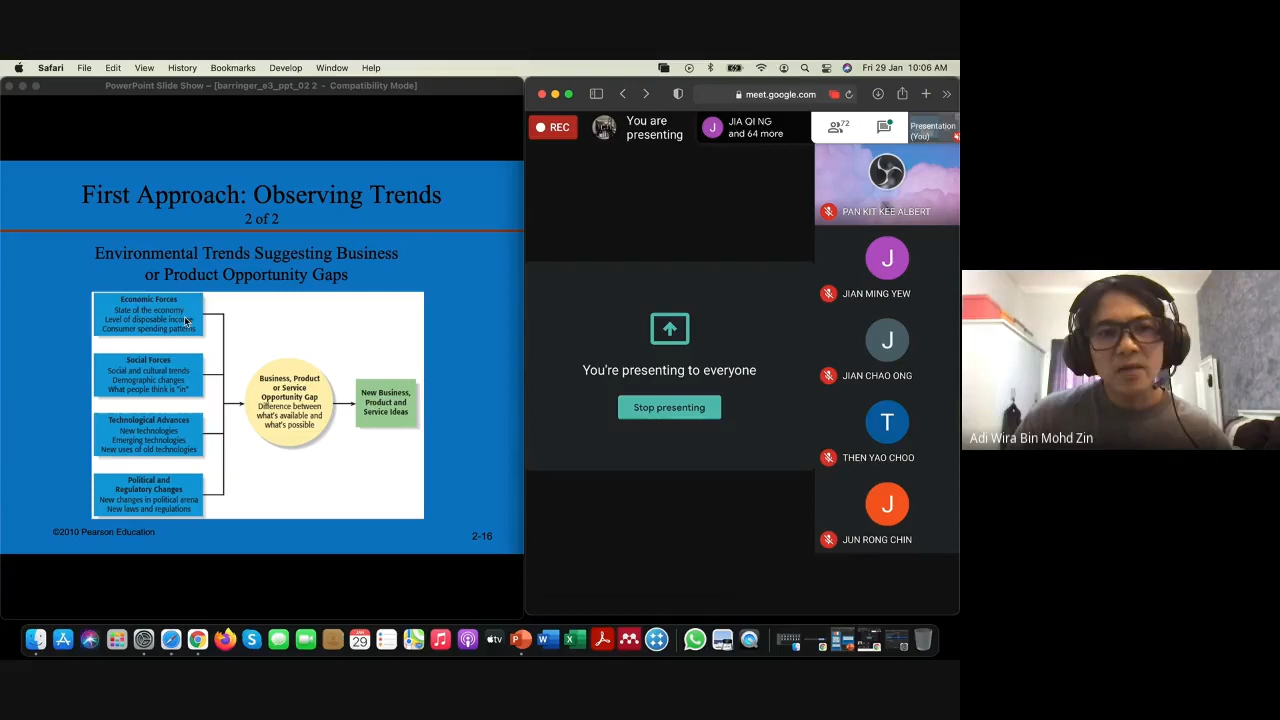 Safari File Edit View History Bookmarks Develop Window Help
Fri 29 Jan 10:06 AM
PowerPoint Slide Show – [barringer_e3_ppt_02 2 - Compatibility Mode]
First Approach: Observing Trends
2 of 2
Environmental Trends Suggesting Business
or Product Opportunity Gaps
Economic Forces
State of the economy
Level of disposable income
Consumer spending patterns
Social Forces
Social and cultural trends
Demographic changes
What people think is "in"
Technological Advances
New technologies
Emerging technologies
New uses of old technologies
Political and
Regulatory Changes
New changes in political arena
New laws and regulations
Business, Product
or Service
Opportunity Gap
Difference between
what's available and
what's possible
New Business,
Product and
Service Ideas
©2010 Pearson Education
2-16
meet.google.com
REC
You are
presenting
J
JIA QI NG
and 64 more
72
Presentation
(You)
You're presenting to everyone
Stop presenting
PAN KIT KEE ALBERT
J
JIAN MING YEW
J
JIAN CHAO ONG
T
THEN YAO CHOO
J
JUN RONG CHIN
Adi Wira Bin Mohd Zin
JAN
29
tv